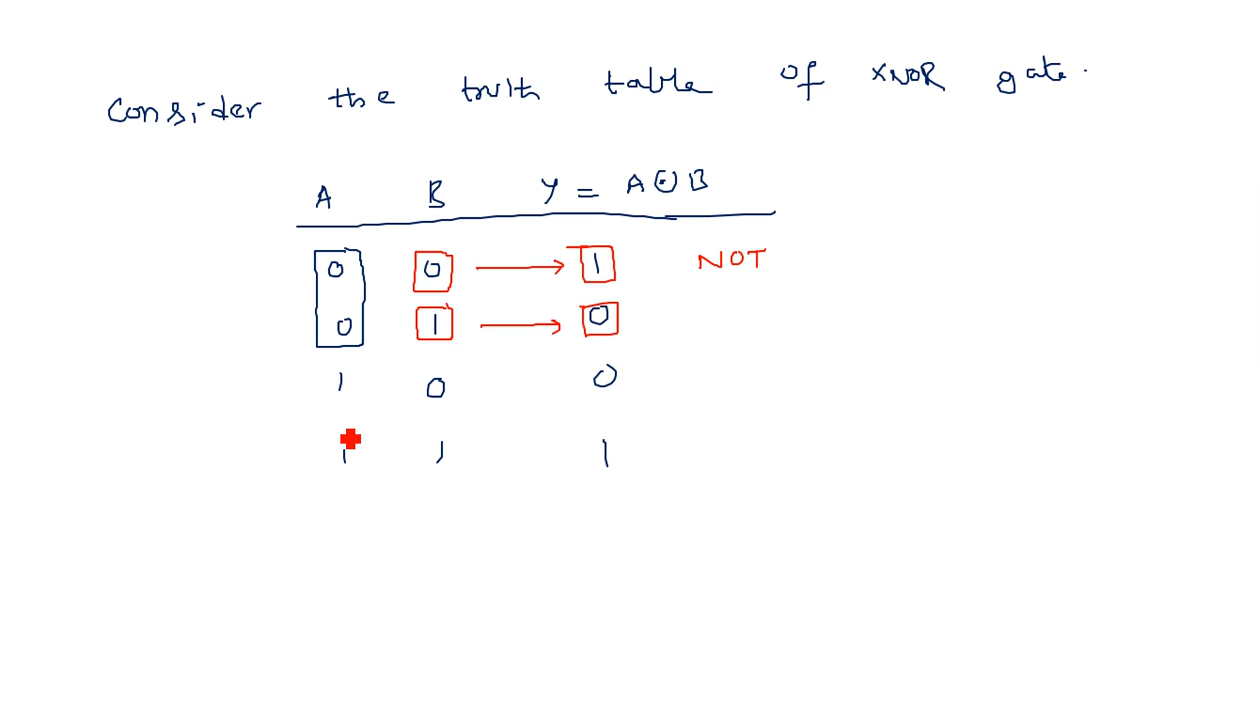 Consider the truth table of XNOR gate.
A B Y = A ⊙ B
0 0 → 1 NOT
0 1 → 0
1 0 0
1 1 1